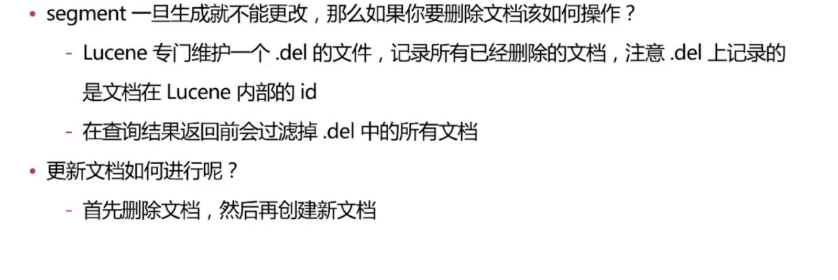 • segment 一旦生成就不能更改，那么如果你要删除文档该如何操作？
- Lucene 专门维护一个 .del 的文件，记录所有已经删除的文档，注意 .del 上记录的
是文档在 Lucene 内部的 id
- 在查询结果返回前会过滤掉 .del 中的所有文档
• 更新文档如何进行呢？
- 首先删除文档，然后再创建新文档